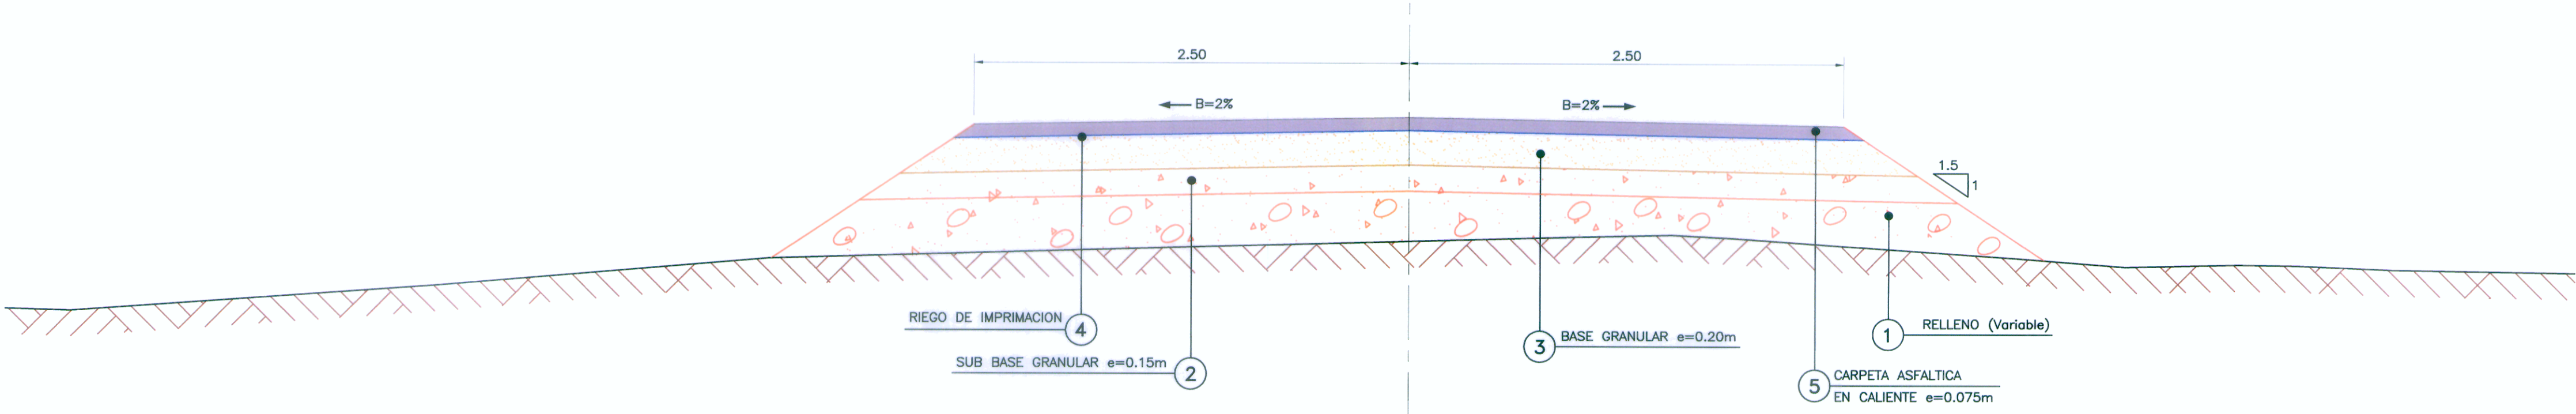 2.50
2.50
B=2%
B=2%
1.5
1
RIEGO DE IMPRIMACION
4
SUB BASE GRANULAR e=0.15m
2
3
BASE GRANULAR e=0.20m
1
RELLENO (Variable)
5
CARPETA ASFALTICA
EN CALIENTE e=0.075m